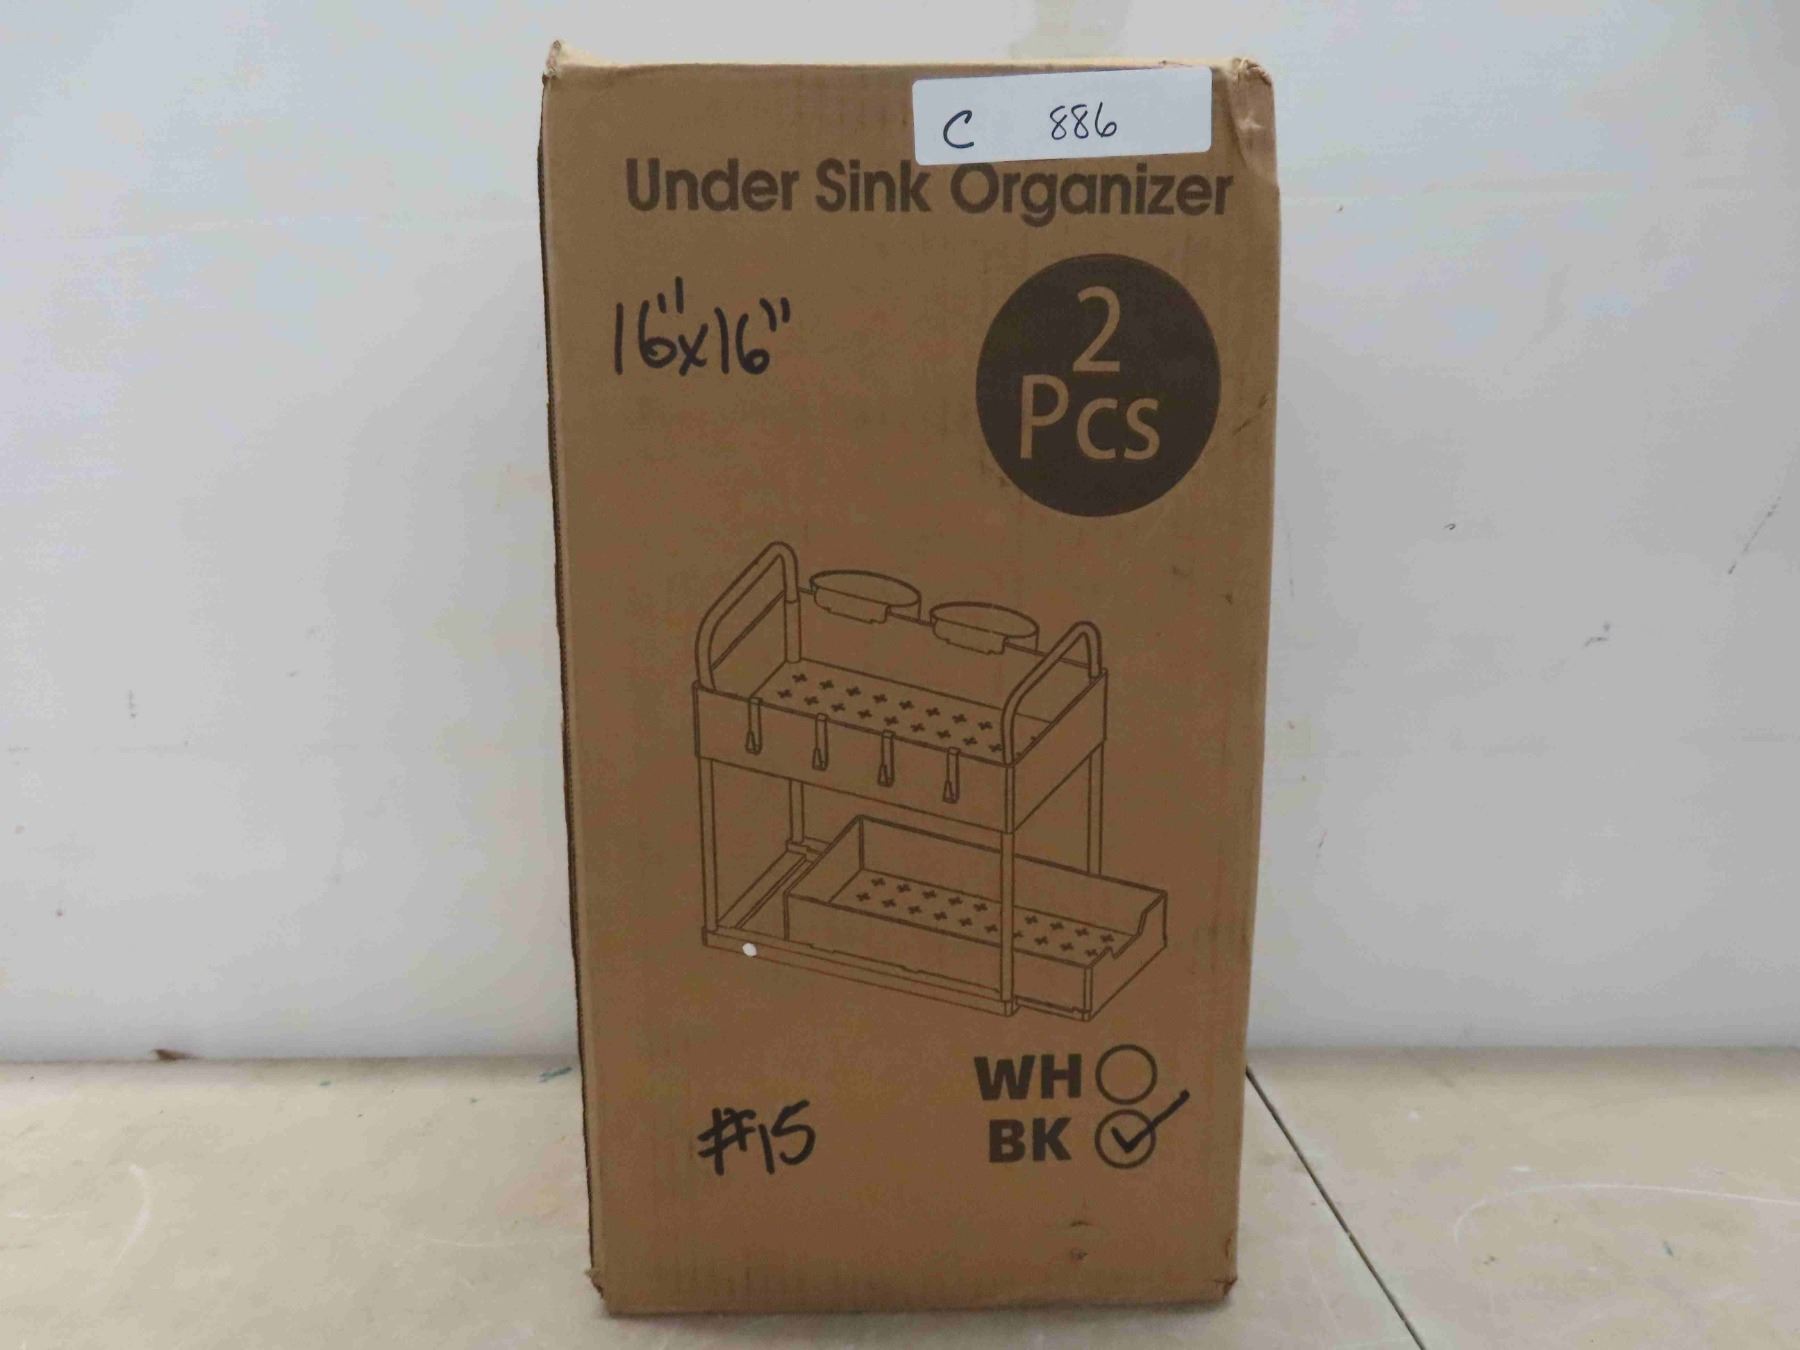 C 886
Under Sink Organizer
16"x16"
2
Pcs
WH
BK
#15